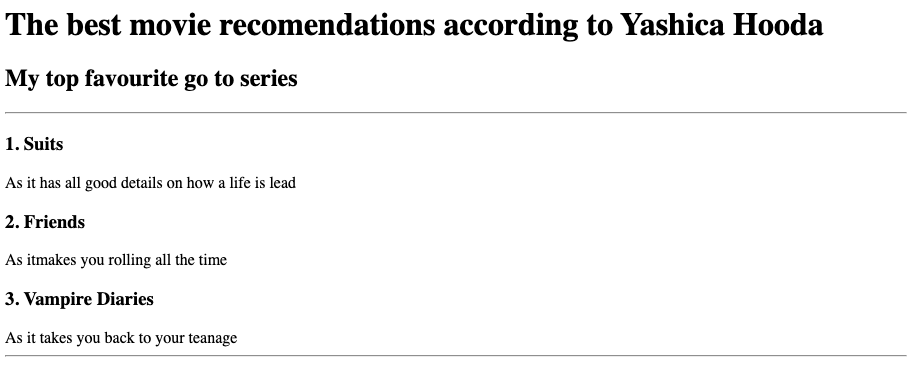 The best movie recomendations according to Yashica Hooda
My top favourite go to series
1. Suits
As it has all good details on how a life is lead
2. Friends
As itmakes you rolling all the time
3. Vampire Diaries
As it takes you back to your teanage